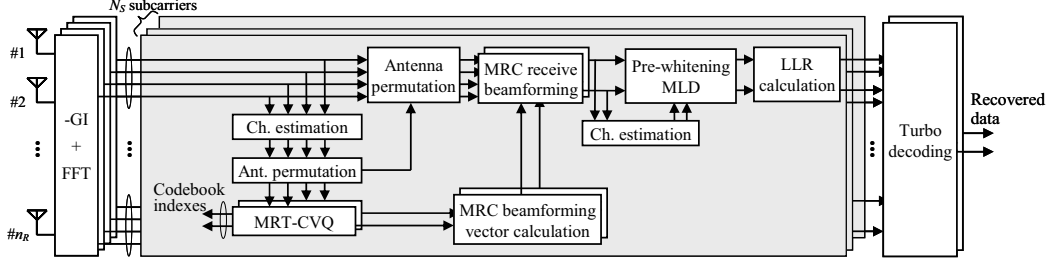 N_S subcarriers
#1
#2
#n_R
-GI
+
FFT
Antenna
permutation
MRC receive
beamforming
Pre-whitening
MLD
LLR
calculation
Ch. estimation
Ch. estimation
Ant. permutation
Codebook
indexes
MRT-CVQ
MRC beamforming
vector calculation
Turbo
decoding
Recovered
data